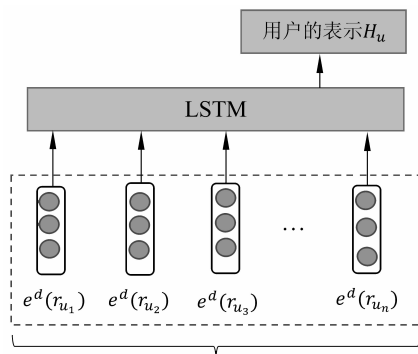 用户的表示H_u
LSTM
...
e^d(r_{u_1}) e^d(r_{u_2}) e^d(r_{u_3}) e^d(r_{u_n})